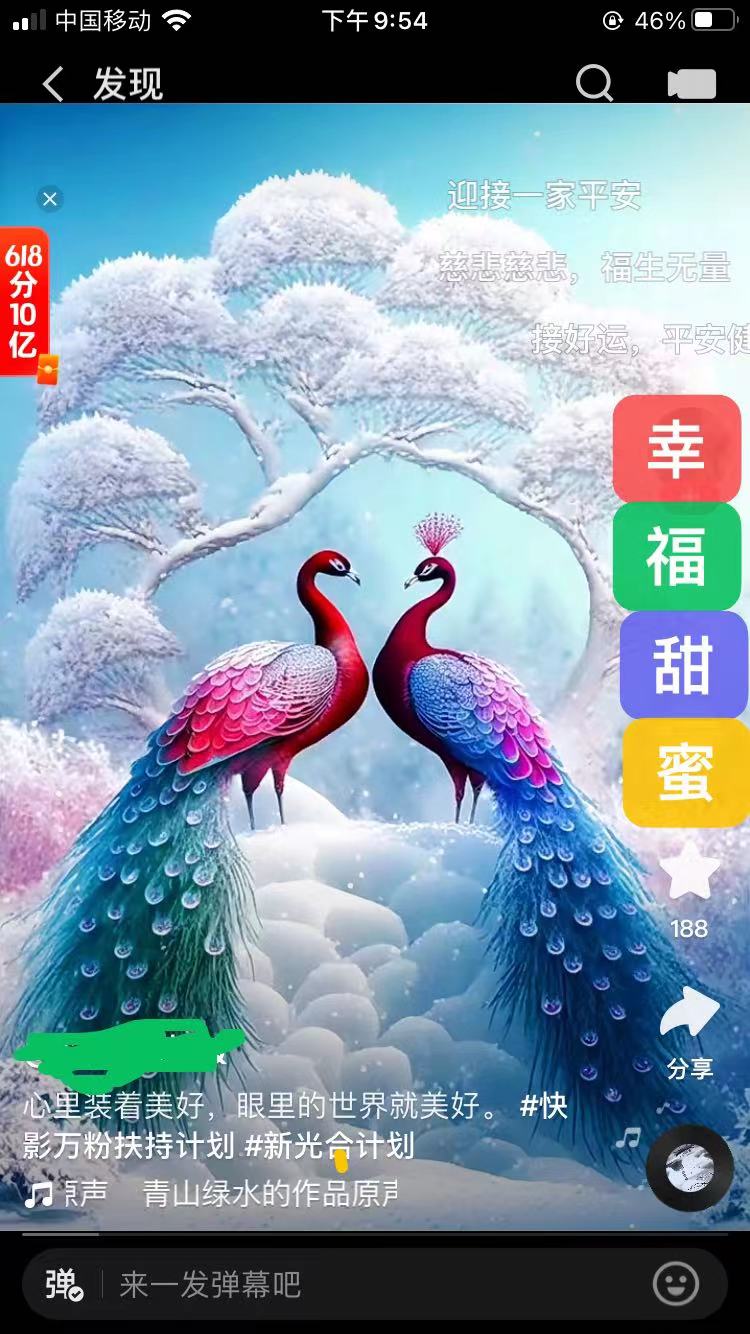 中国移动
下午9:54
46%
发现
迎接一家平安
慈悲慈悲，福生无量
接好运，平安健
618
分
10
亿
幸
福
甜
蜜
188
分享
心里装着美好，眼里的世界就美好。 #快
影万粉扶持计划 #新光合计划
原声 青山绿水的作品原声
弹
来一发弹幕吧